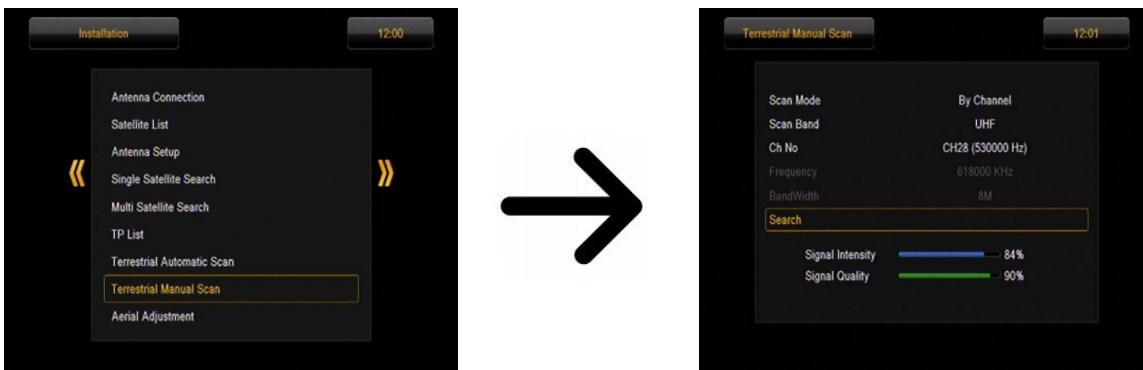 Installation
12:00
Antenna Connection
Satellite List
Antenna Setup
Single Satellite Search
Multi Satellite Search
TP List
Terrestrial Automatic Scan
Terrestrial Manual Scan
Aerial Adjustment
Terrestrial Manual Scan
12:01
Scan Mode By Channel
Scan Band UHF
Ch No CH28 (530000 Hz)
Frequency 618000 KHz
BandWidth 8M
Search
Signal Intensity 84%
Signal Quality 90%